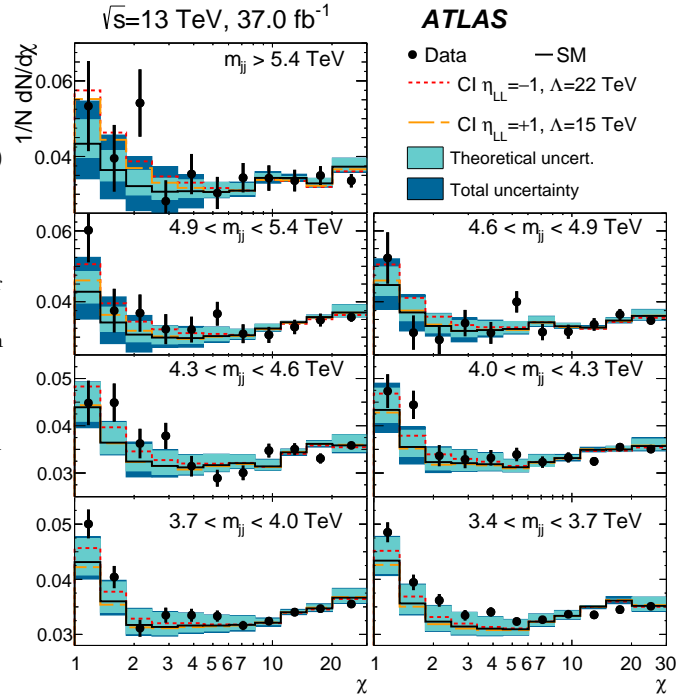 √s=13 TeV, 37.0 fb⁻¹
ATLAS
1/N dN/dχ
m_jj > 5.4 TeV
0.06
0.04
Data
SM
CI η_LL=−1, Λ=22 TeV
CI η_LL=+1, Λ=15 TeV
Theoretical uncert.
Total uncertainty
4.9 < m_jj < 5.4 TeV
0.06
0.04
4.6 < m_jj < 4.9 TeV
4.3 < m_jj < 4.6 TeV
0.05
0.03
4.0 < m_jj < 4.3 TeV
3.7 < m_jj < 4.0 TeV
0.05
0.04
0.03
3.4 < m_jj < 3.7 TeV
1 2 3 4 5 6 7 10 20 1 2 3 4 5 6 7 10 20 30
χ χ